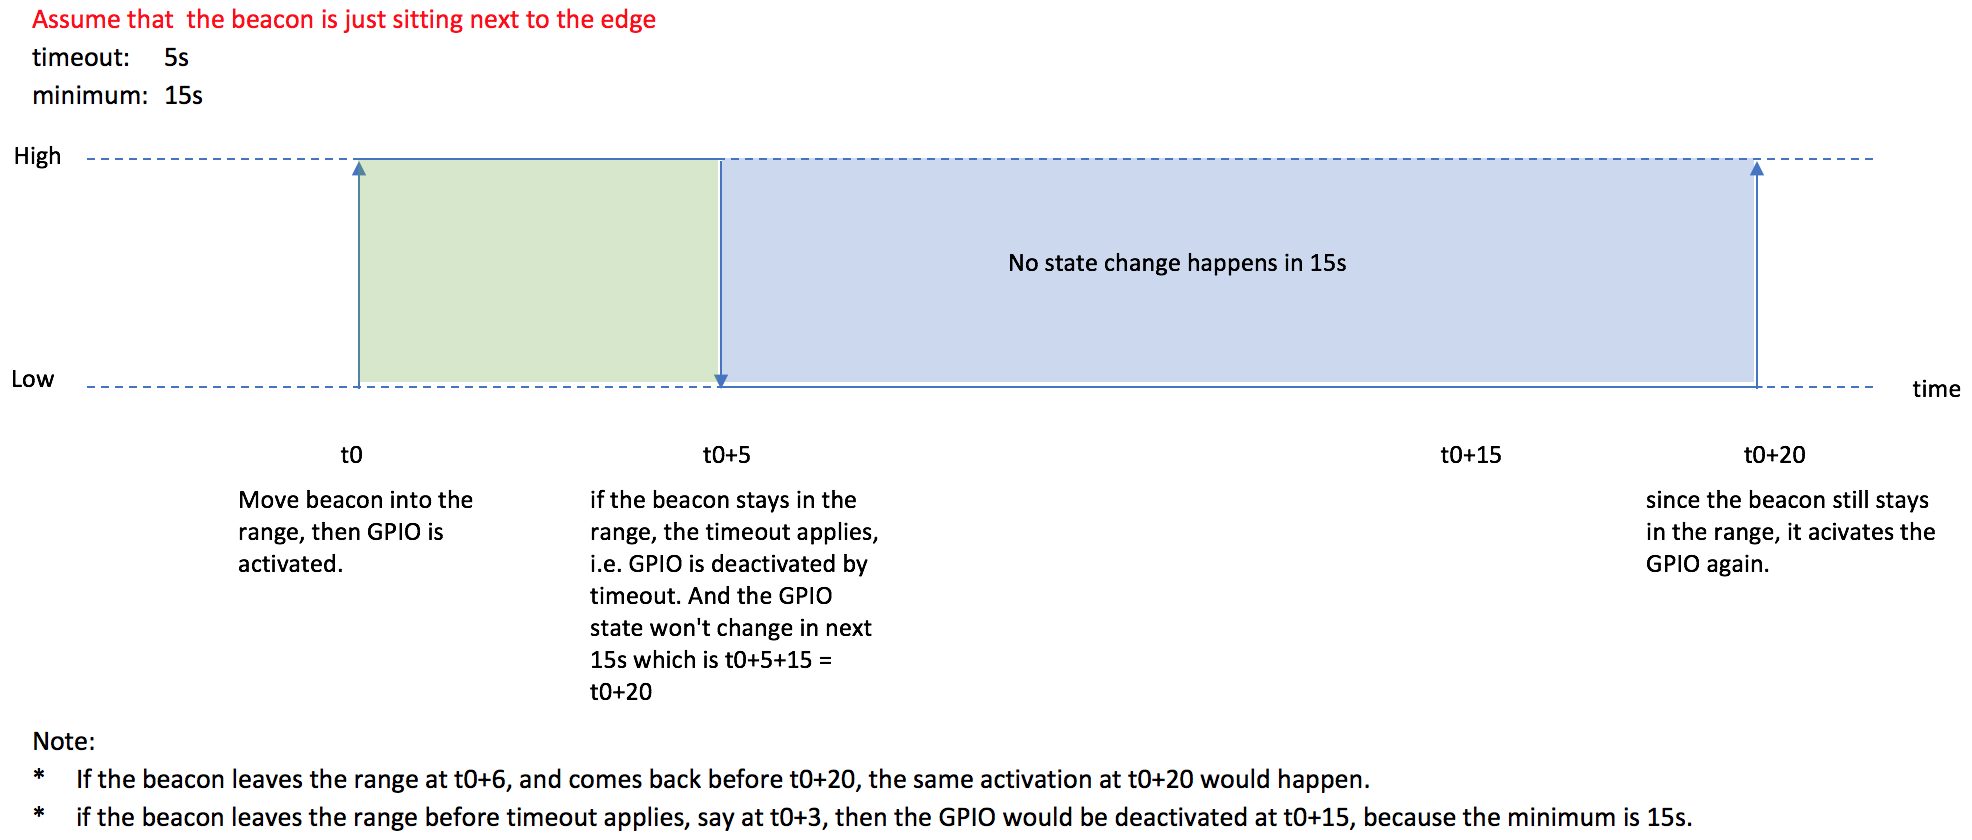 Assume that  the beacon is just sitting next to the edge
timeout: 5s
minimum: 15s
High
No state change happens in 15s
Low
time
t0
t0+5
t0+15
t0+20
Move beacon into the
range, then GPIO is
activated.
if the beacon stays in the
range, the timeout applies,
i.e. GPIO is deactivated by
timeout. And the GPIO
state won't change in next
15s which is t0+5+15 =
t0+20
since the beacon still stays
in the range, it acivates the
GPIO again.
Note:
* If the beacon leaves the range at t0+6, and comes back before t0+20, the same activation at t0+20 would happen.
* if the beacon leaves the range before timeout applies, say at t0+3, then the GPIO would be deactivated at t0+15, because the minimum is 15s.